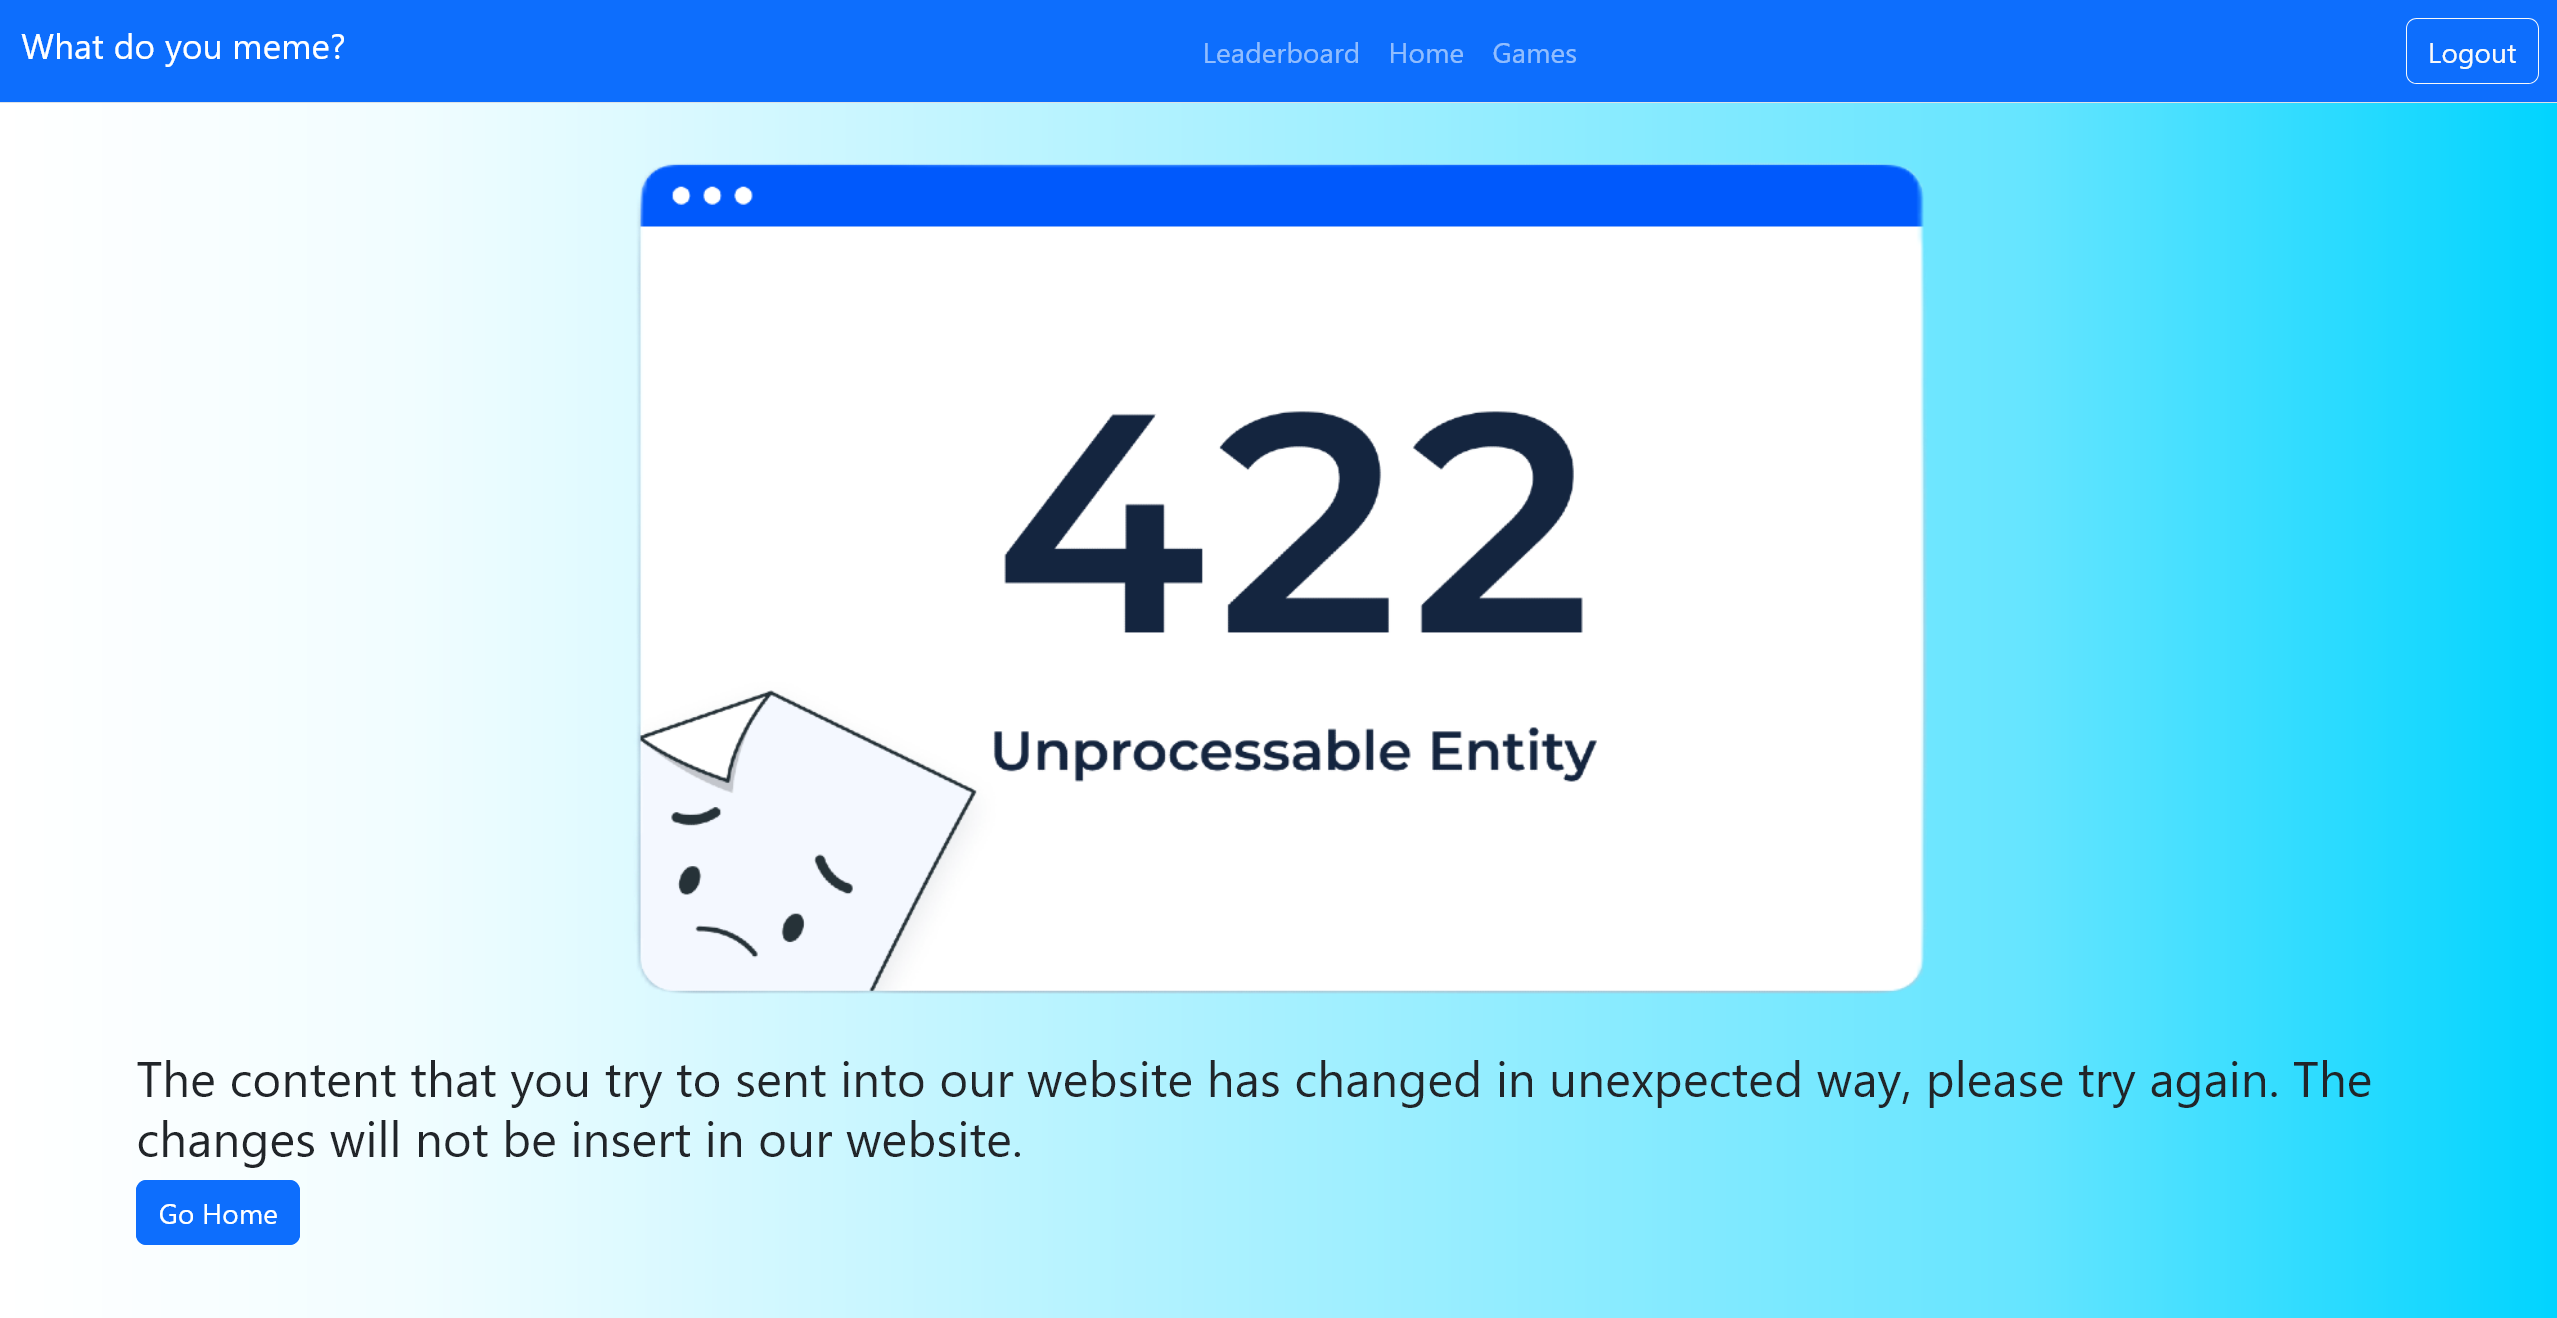 What do you meme?
Leaderboard Home Games
Logout
422
Unprocessable Entity
The content that you try to sent into our website has changed in unexpected way, please try again. The
changes will not be insert in our website.
Go Home